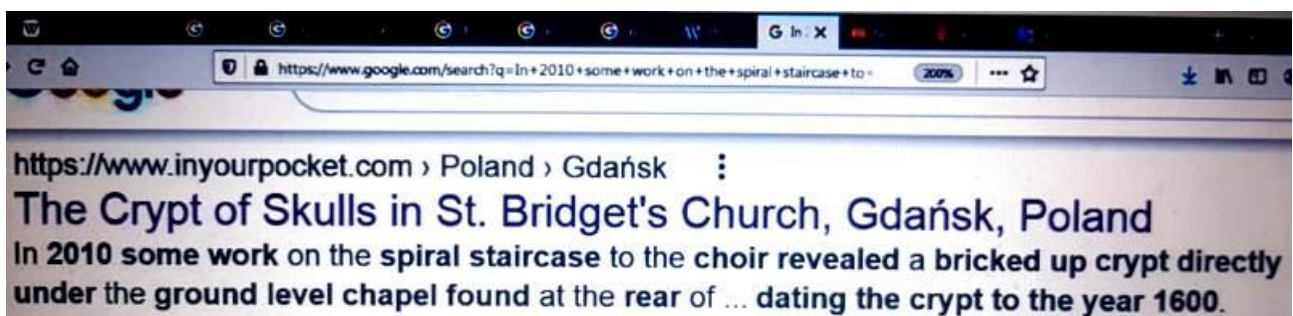 G In
https://www.google.com/search?q=In+2010+some+work+on+the+spiral+staircase+to+
200%
https://www.inyourpocket.com › Poland › Gdańsk
The Crypt of Skulls in St. Bridget's Church, Gdańsk, Poland
In 2010 some work on the spiral staircase to the choir revealed a bricked up crypt directly
under the ground level chapel found at the rear of ... dating the crypt to the year 1600.